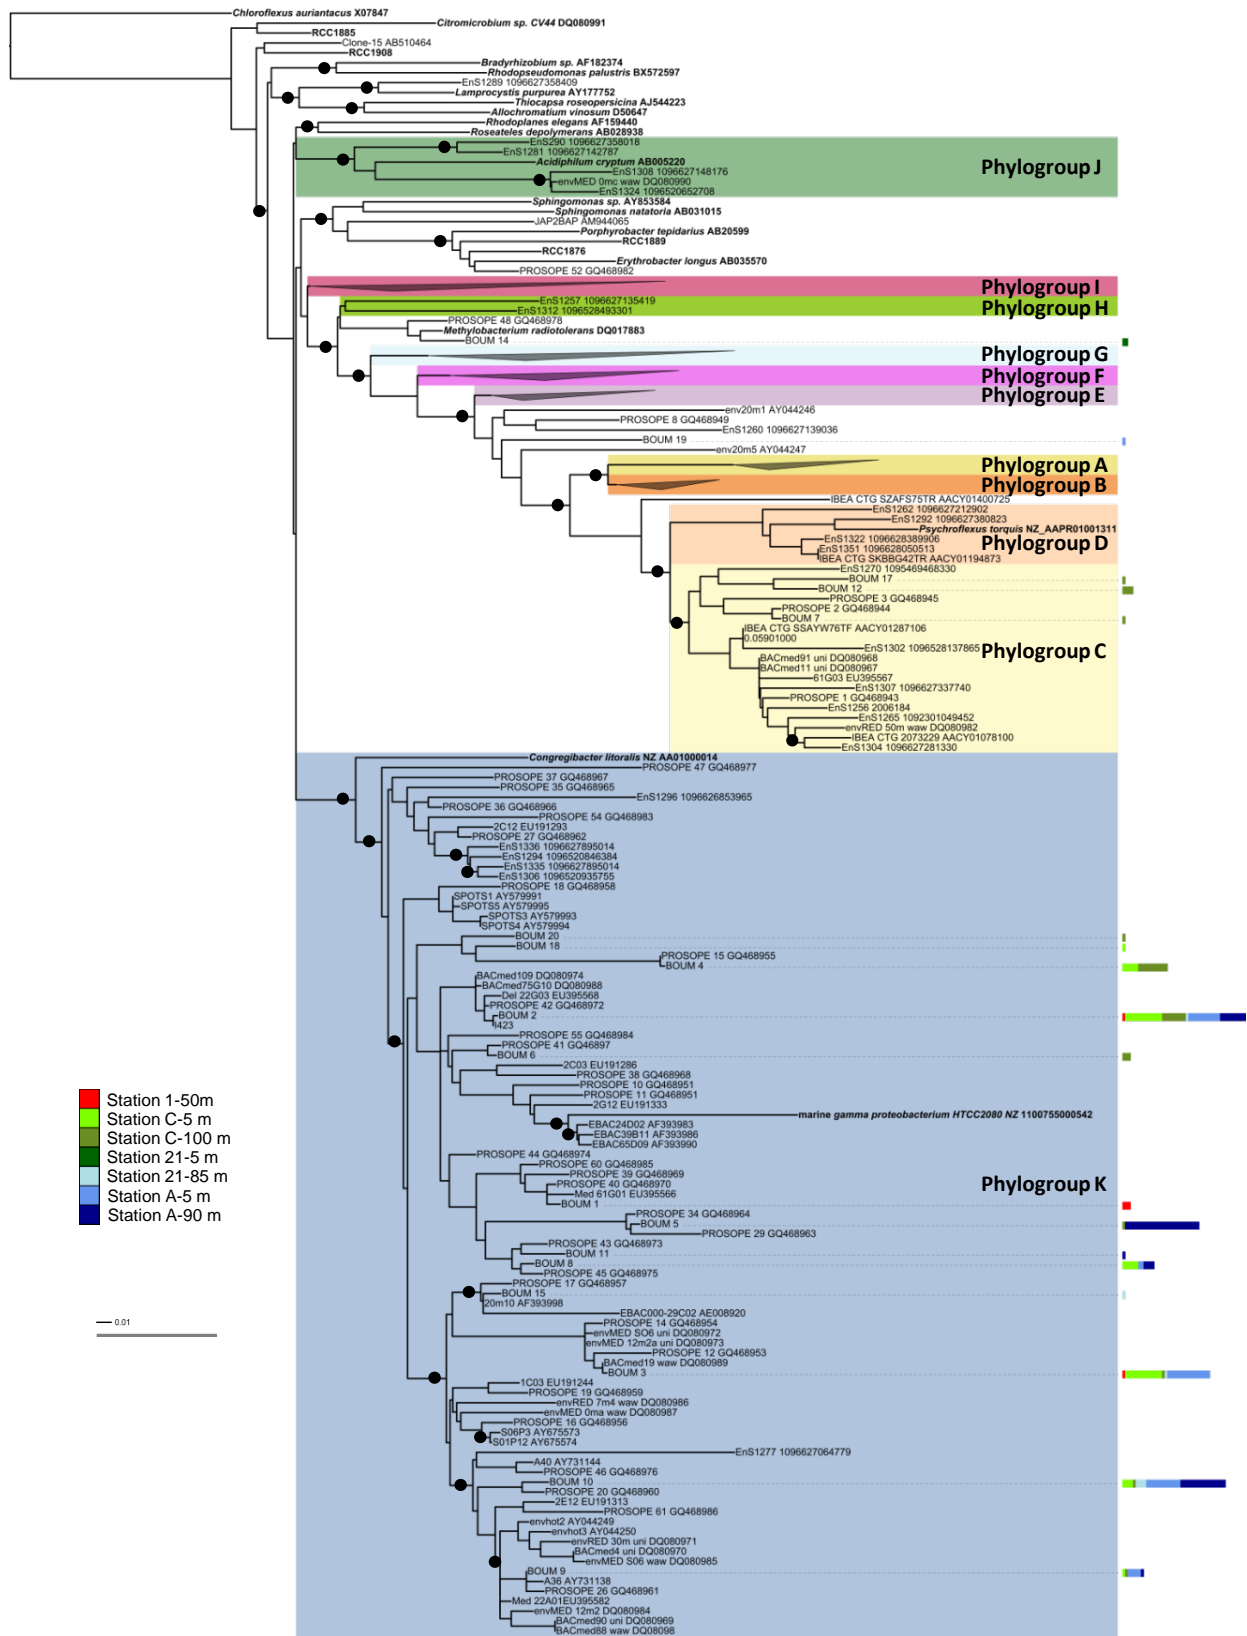 Chloroflexus auriantacus X07847
Citromicrobium sp. CV44 DQ080991
RCC1885
Clone-15 AB510464
RCC1908
Bradyrhizobium sp. AF182374
Rhodopseudomonas palustris BX572597
EnS1289 1096627358409
Lamprocystis purpurea AY177752
Thiocapsa roseopersicina AJ544223
Allochromatium vinosum D50647
Rhodoplanes elegans AF159440
Roseateles depolymerans AB028938
EnS290 1096627358018
EnS1281 1096627142787
Acidiphilum cryptum AB005220
Phylogroup J
EnS1308 1096627148176
envMED 0mc waw DQ080990
EnS1324 1096520652708
Sphingomonas sp. AY853584
Sphingomonas natatoria AB031015
JAP2BAP AM944065
Porphyrobacter tepidarius AB20599
RCC1889
RCC1876
Erythrobacter longus AB035570
PROSOPE 52 GQ468982
Phylogroup I
EnS1257 1096627135419
Phylogroup H
EnS1312 1096528493301
PROSOPE 48 GQ468978
Methylobacterium radiotolerans DQ017883
BOUM 14
Phylogroup G
Phylogroup F
Phylogroup E
env20m1 AY044246
PROSOPE 8 GQ468949
EnS1260 1096627139036
BOUM 19
env20m5 AY044247
Phylogroup A
Phylogroup B
IBEA CTG SZAFS75TR AACY01400725
EnS1262 1096627212902
EnS1292 1096627380823
Psychroflexus torquis NZ_AAPR01001311
EnS1322 1096628389906
Phylogroup D
EnS1351 1096628050513
IBEA CTG SKBBG42TR AACY01194873
EnS1270 1095469468330
BOUM 17
BOUM 12
PROSOPE 3 GQ468945
PROSOPE 2 GQ468944
BOUM 7
IBEA CTG SSAYW76TF AACY01287106
0.05901000
EnS1302 1096528137865
Phylogroup C
BACmed91 uni DQ080968
BACmed11 uni DQ080967
61G03 EU395567
EnS1307 1096627337740
PROSOPE 1 GQ468943
EnS1256 2006184
EnS1265 1092301049452
envRED 50m waw DQ080982
IBEA CTG 2073229 AACY01078100
EnS1304 1096627281330
Congregibacter litoralis NZ AA01000014
PROSOPE 47 GQ468977
PROSOPE 37 GQ468967
PROSOPE 35 GQ468965
EnS1296 1096626853965
PROSOPE 36 GQ468966
PROSOPE 54 GQ468983
2C12 EU191293
PROSOPE 27 GQ468962
EnS1336 1096627895014
EnS1294 1096520846384
EnS1335 1096627895014
EnS1306 1096520935755
PROSOPE 18 GQ468958
SPOTS1 AY579991
SPOTS5 AY579995
SPOTS3 AY579993
SPOTS4 AY579994
BOUM 20
BOUM 18
PROSOPE 15 GQ468955
BOUM 4
BACmed109 DQ080974
BACmed75G10 DQ080988
Del 22G03 EU395568
PROSOPE 42 GQ468972
BOUM 2
I423
PROSOPE 55 GQ468984
PROSOPE 41 GQ46897
BOUM 6
2C03 EU191286
PROSOPE 38 GQ468968
PROSOPE 10 GQ468951
PROSOPE 11 GQ468951
2G12 EU191333
marine gamma proteobacterium HTCC2080 NZ 1100755000542
EBAC24D02 AF393983
EBAC39B11 AF393986
EBAC65D09 AF393990
PROSOPE 44 GQ468974
PROSOPE 60 GQ468985
PROSOPE 39 GQ468969
PROSOPE 40 GQ468970
Phylogroup K
Med 61G01 EU395566
BOUM 1
PROSOPE 34 GQ468964
BOUM 5
PROSOPE 29 GQ468963
PROSOPE 43 GQ468973
BOUM 11
BOUM 8
PROSOPE 45 GQ468975
PROSOPE 17 GQ468957
BOUM 15
20m10 AF393998
EBAC000-29C02 AE008920
PROSOPE 14 GQ468954
envMED SO6 uni DQ080972
envMED 12m2a uni DQ080973
PROSOPE 12 GQ468953
BACmed19 waw DQ080989
BOUM 3
1C03 EU191244
PROSOPE 19 GQ468959
envRED 7m4 waw DQ080986
envMED 0ma waw DQ080987
PROSOPE 16 GQ468956
S06P3 AY675573
S01P12 AY675574
EnS1277 1096627064779
A40 AY731144
PROSOPE 46 GQ468976
BOUM 10
PROSOPE 20 GQ468960
2E12 EU191313
PROSOPE 61 GQ468986
envhot2 AY044249
envhot3 AY044250
envRED 30m uni DQ080971
BACmed4 uni DQ080970
envMED S06 waw DQ080985
BOUM 9
A36 AY731138
PROSOPE 26 GQ468961
Med 22A01EU395582
envMED 12m2 DQ080984
BACmed90 uni DQ080969
BACmed88 waw DQ08098
Station 1-50m
Station C-5 m
Station C-100 m
Station 21-5 m
Station 21-85 m
Station A-5 m
Station A-90 m
0.01